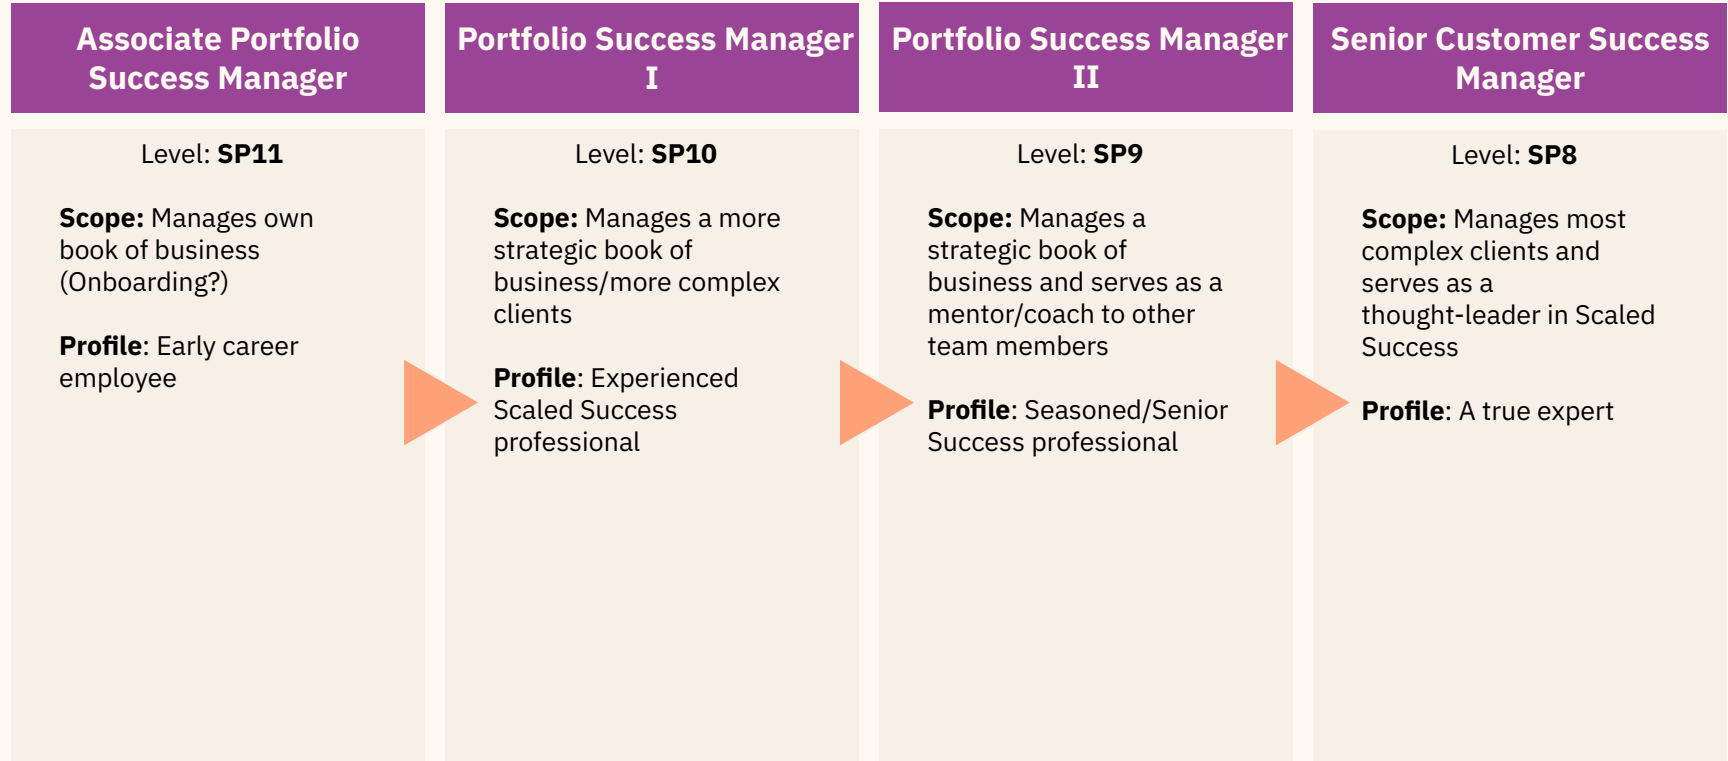 Associate Portfolio
Success Manager
Level: SP11
Scope: Manages own
book of business
(Onboarding?)
Profile: Early career
employee
Portfolio Success Manager
I
Level: SP10
Scope: Manages a more
strategic book of
business/more complex
clients
Profile: Experienced
Scaled Success
professional
Portfolio Success Manager
II
Level: SP9
Scope: Manages a
strategic book of
business and serves as a
mentor/coach to other
team members
Profile: Seasoned/Senior
Success professional
Senior Customer Success
Manager
Level: SP8
Scope: Manages most
complex clients and
serves as a
thought-leader in Scaled
Success
Profile: A true expert